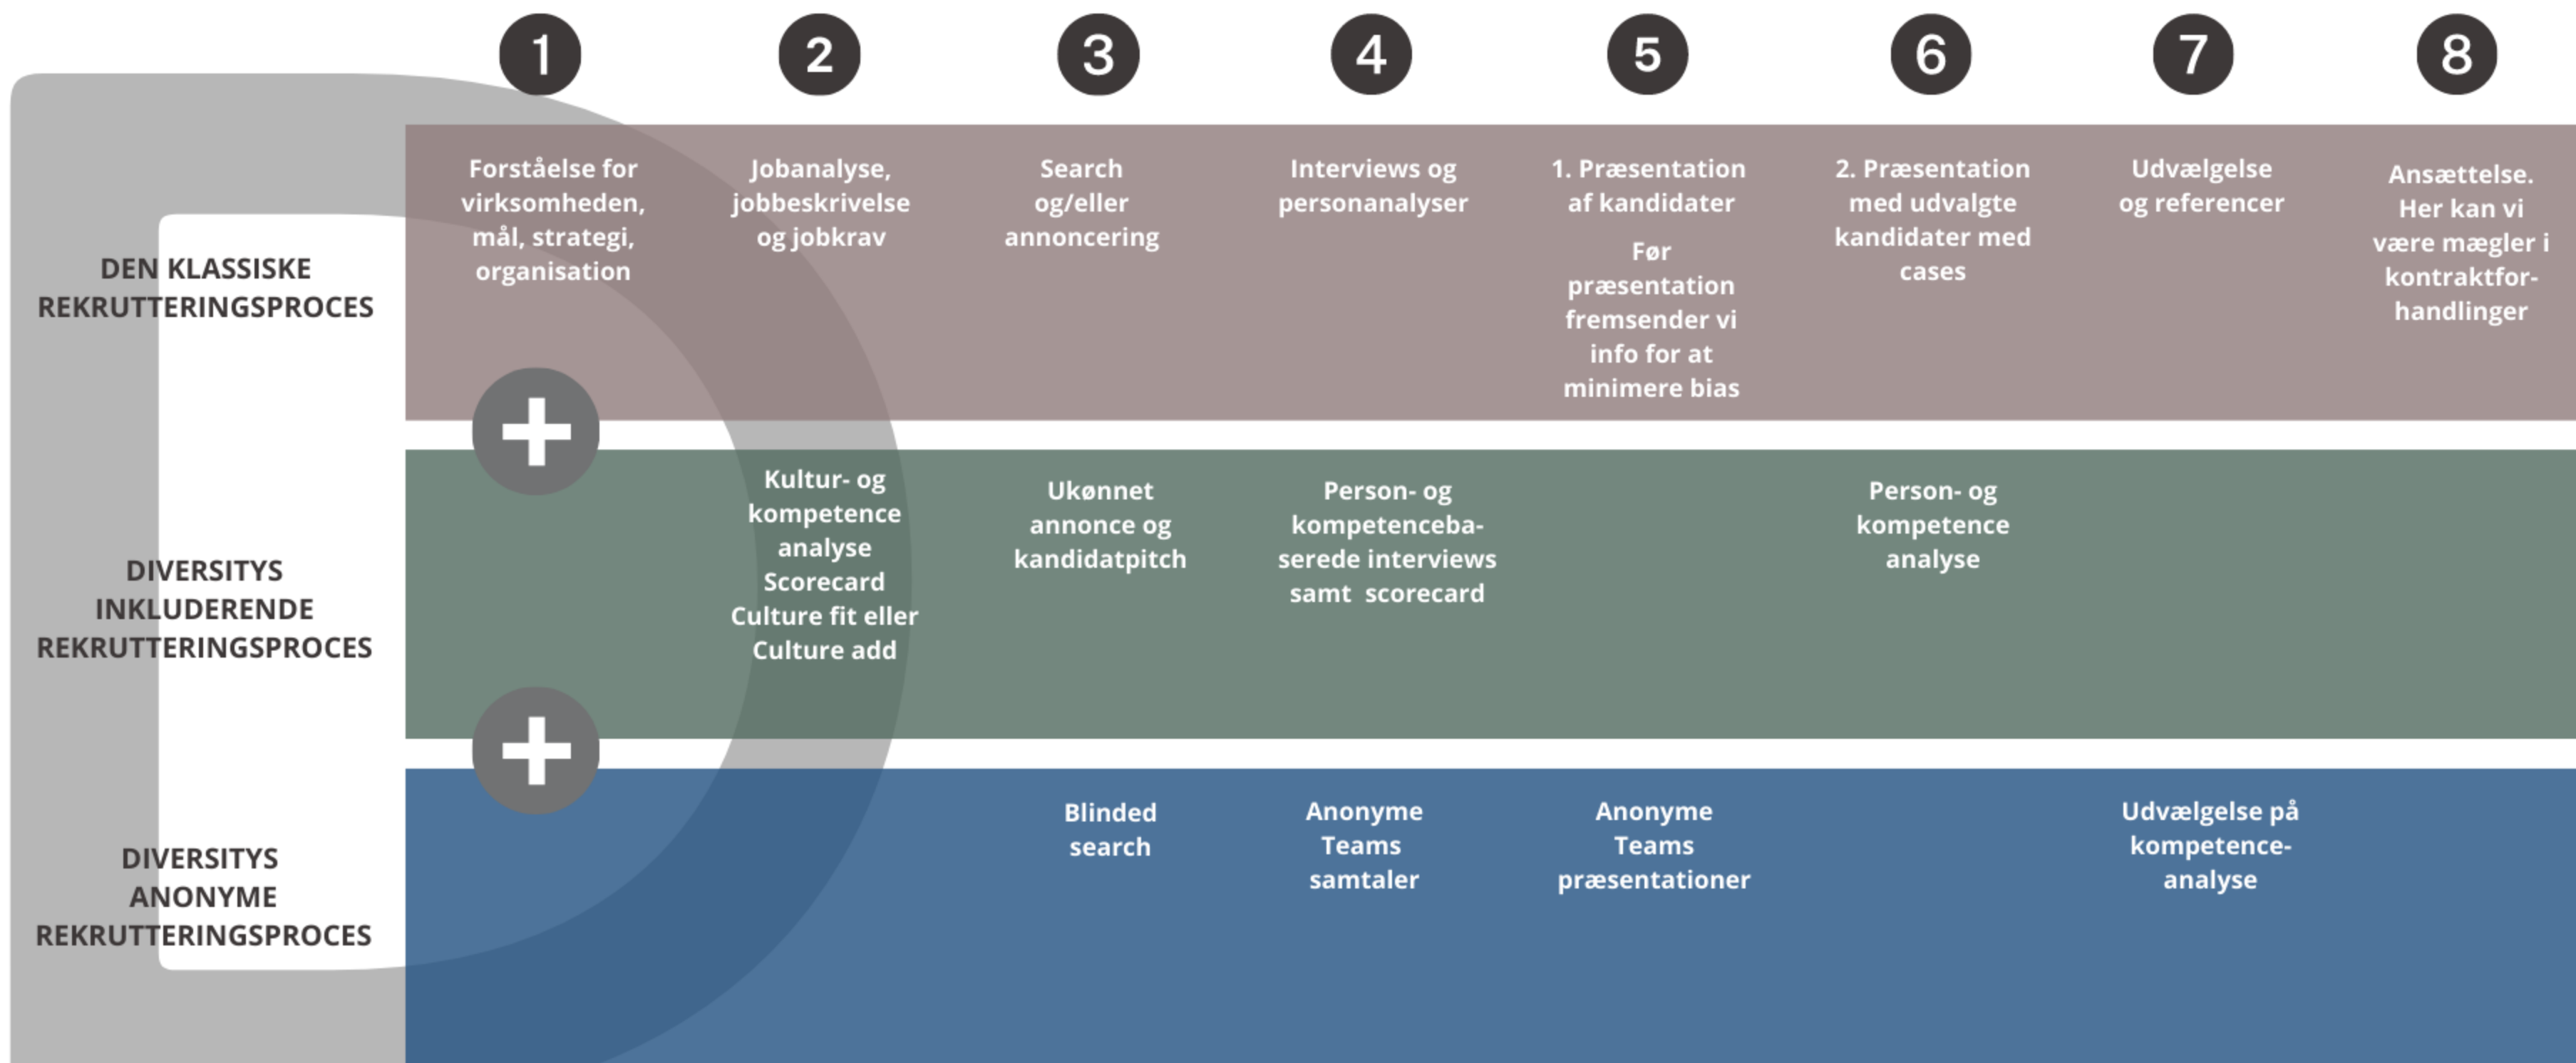 1
2
3
4
5
6
7
8
DEN KLASSISKE
REKRUTTERINGSPROCES
Forståelse for
virksomheden,
mål, strategi,
organisation
Jobanalyse,
jobbeskrivelse
og jobkrav
Search
og/eller
annoncering
Interviews og
personanalyser
1. Præsentation
af kandidater
Før
præsentation
fremsender vi
info for at
minimere bias
2. Præsentation
med udvalgte
kandidater med
cases
Udvælgelse
og referencer
Ansættelse.
Her kan vi
være mægler i
kontraktfor-
handlinger
DIVERSITYS
INKLUDERENDE
REKRUTTERINGSPROCES
Kultur- og
kompetence
analyse
Scorecard
Culture fit eller
Culture add
Ukønnet
annonce og
kandidatpitch
Person- og
kompetenceba-
serede interviews
samt scorecard
Person- og
kompetence
analyse
DIVERSITYS
ANONYME
REKRUTTERINGSPROCES
Blinded
search
Anonyme
Teams
samtaler
Anonyme
Teams
præsentationer
Udvælgelse på
kompetence-
analyse